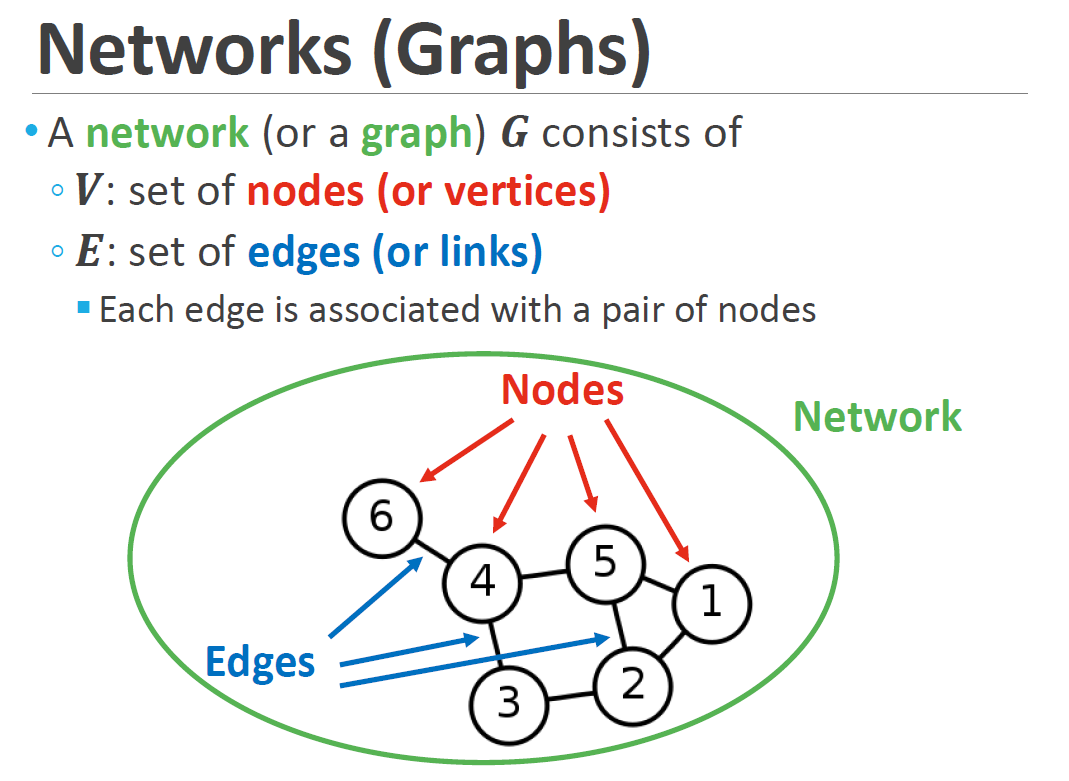 Networks (Graphs)
• A network (or a graph) G consists of
◦ V: set of nodes (or vertices)
◦ E: set of edges (or links)
▪ Each edge is associated with a pair of nodes
Nodes
Network
6
4
5
1
Edges
3
2